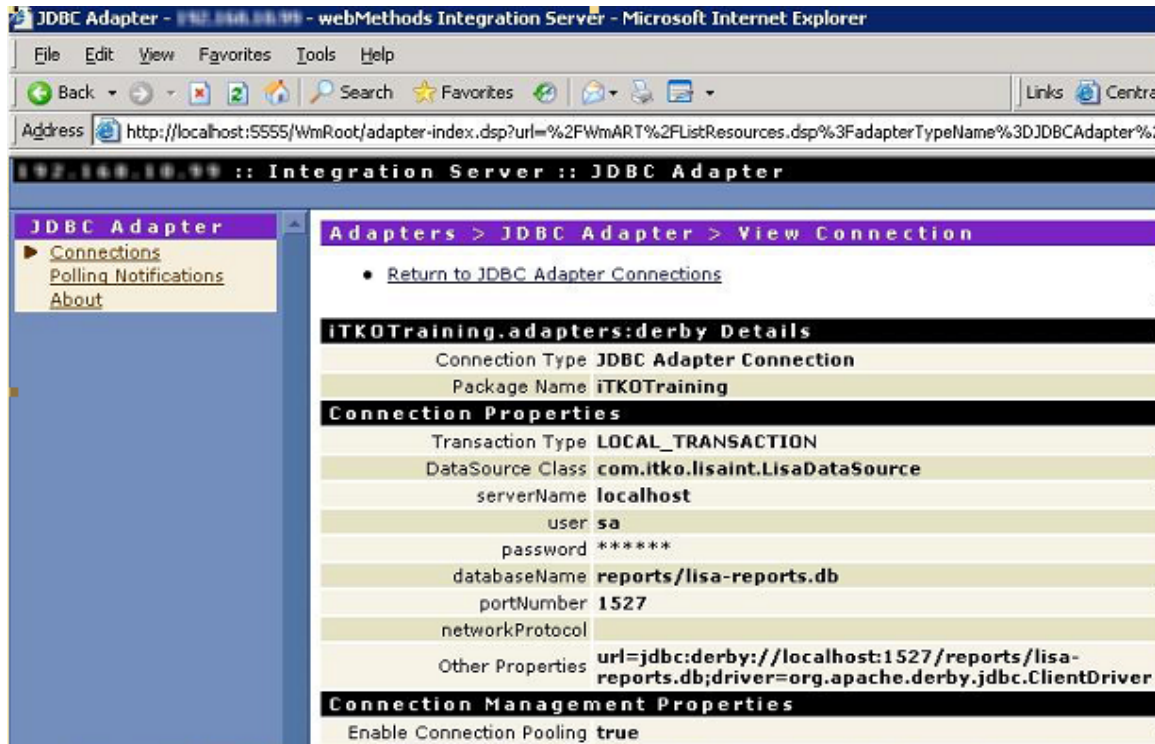 JDBC Adapter - - webMethods Integration Server - Microsoft Internet Explorer
File Edit View Favorites Tools Help
Back Search Favorites Links Centra
Address http://localhost:5555/WmRoot/adapter-index.dsp?url=%2FWmART%2FListResources.dsp%3FadapterTypeName%3DJDBCAdapter%
:: Integration Server :: JDBC Adapter
JDBC Adapter
Connections
Polling Notifications
About
Adapters > JDBC Adapter > View Connection
Return to JDBC Adapter Connections
iTKOTraining.adapters:derby Details
Connection Type JDBC Adapter Connection
Package Name iTKOTraining
Connection Properties
Transaction Type LOCAL_TRANSACTION
DataSource Class com.itko.lisaint.LisaDataSource
serverName localhost
user sa
password ******
databaseName reports/lisa-reports.db
portNumber 1527
networkProtocol
Other Properties url=jdbc:derby://localhost:1527/reports/lisa-
reports.db;driver=org.apache.derby.jdbc.ClientDriver
Connection Management Properties
Enable Connection Pooling true